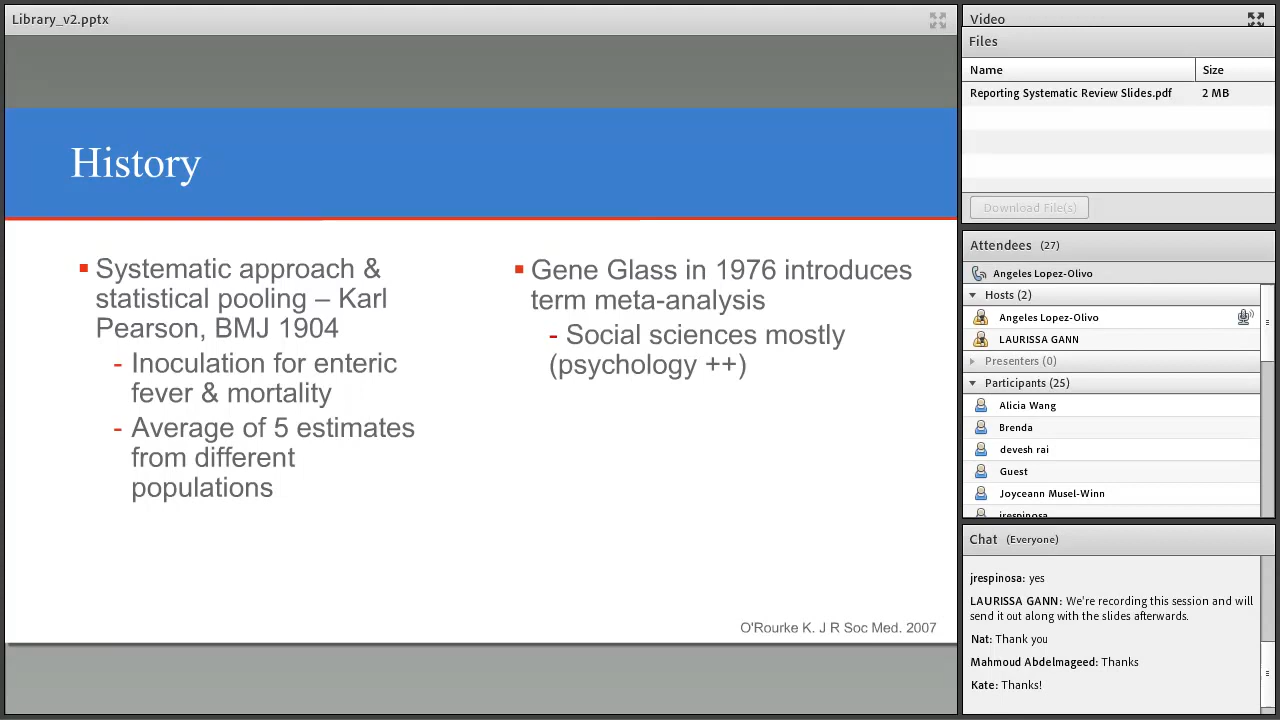 Library_v2.pptx
History
Systematic approach &
statistical pooling – Karl
Pearson, BMJ 1904
- Inoculation for enteric
fever & mortality
- Average of 5 estimates
from different
populations
Gene Glass in 1976 introduces
term meta-analysis
- Social sciences mostly
(psychology ++)
O'Rourke K. J R Soc Med. 2007
Video
Files
Name Size
Reporting Systematic Review Slides.pdf 2 MB
Download File(s)
Attendees (27)
Angeles Lopez-Olivo
Hosts (2)
Angeles Lopez-Olivo
LAURISSA GANN
Presenters (0)
Participants (25)
Alicia Wang
Brenda
devesh rai
Guest
Joyceann Musel-Winn
jrespinosa
Chat (Everyone)
jrespinosa: yes
LAURISSA GANN: We're recording this session and will
send it out along with the slides afterwards.
Nat: Thank you
Mahmoud Abdelmageed: Thanks
Kate: Thanks!